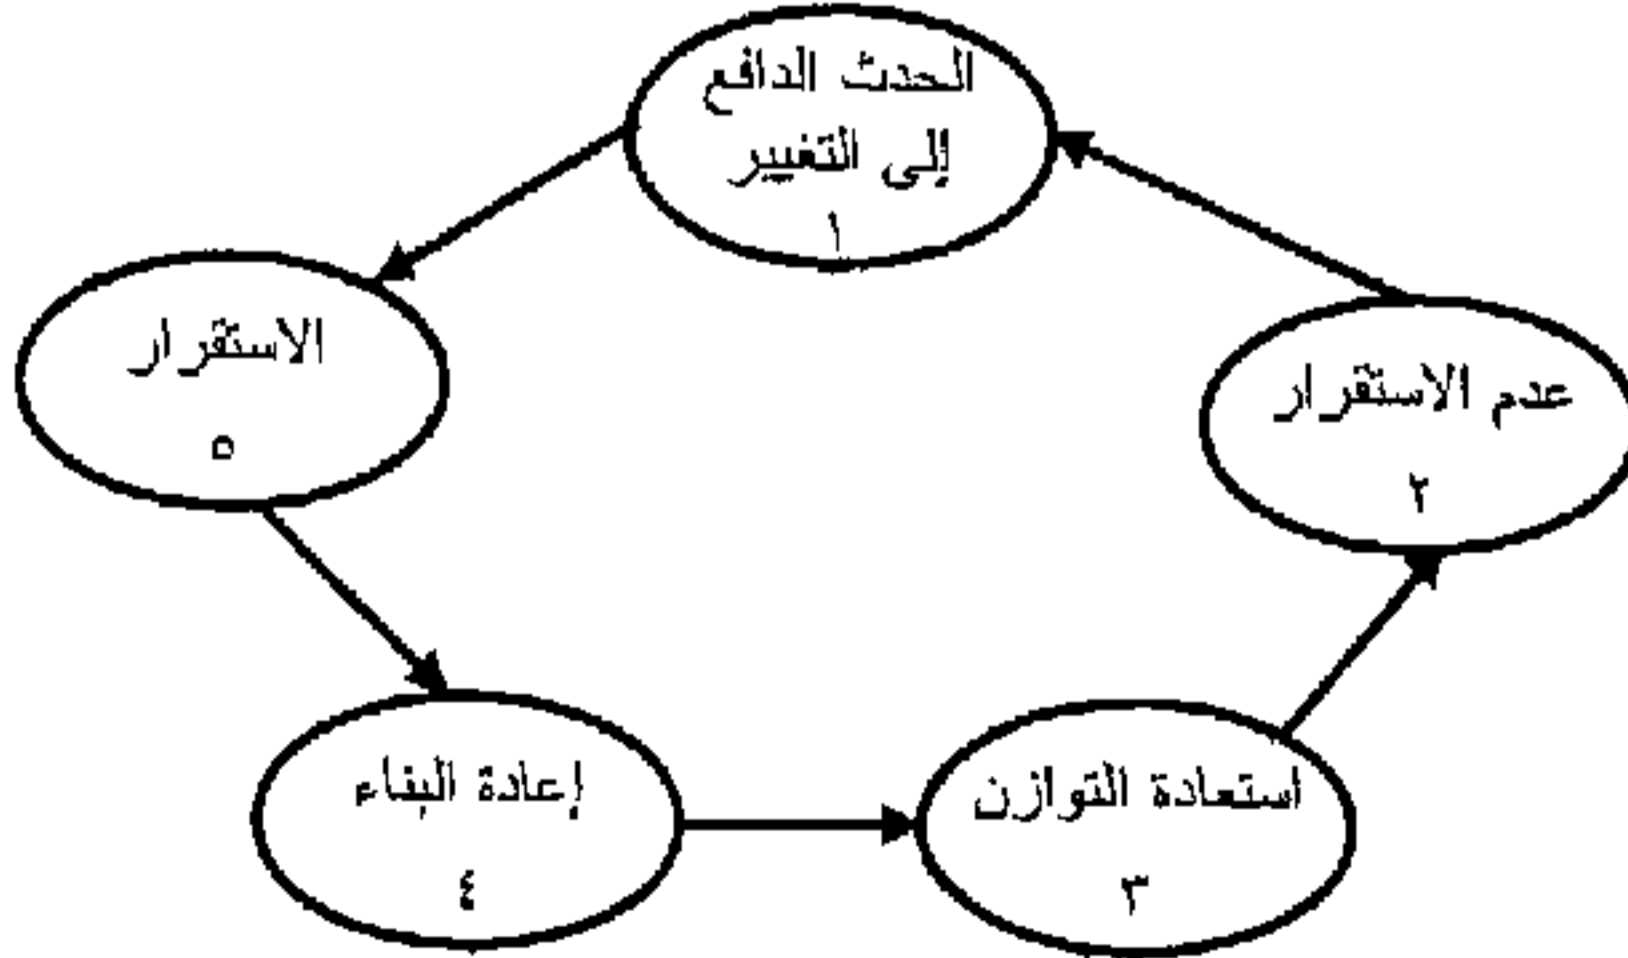 الحدث الدافع
إلى التغيير
١
عدم الاستقرار
٢
استعادة التوازن
٣
إعادة البناء
٤
الاستقرار
٥